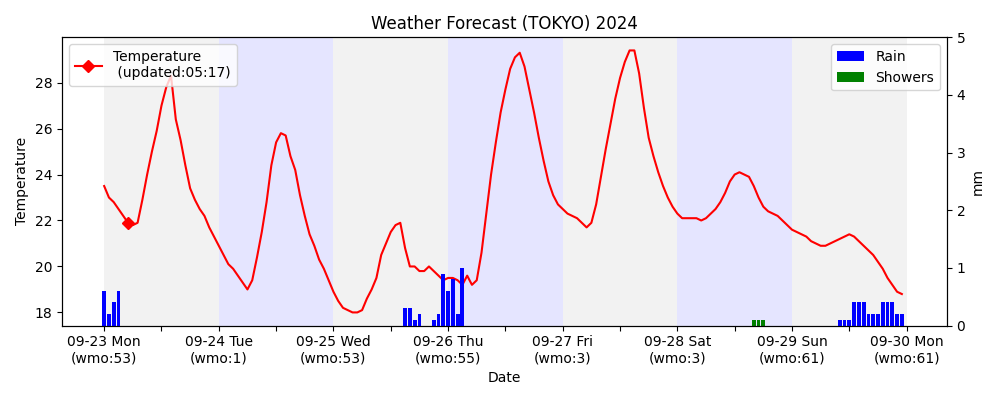 Weather Forecast (TOKYO) 2024
Temperature
(updated:05:17)
Rain
Showers
Temperature
28
26
24
22
20
18
5
4
3
2
1
0
mm
09-23 Mon
(wmo:53)
09-24 Tue
(wmo:1)
09-25 Wed
(wmo:53)
09-26 Thu
(wmo:55)
09-27 Fri
(wmo:3)
09-28 Sat
(wmo:3)
09-29 Sun
(wmo:61)
09-30 Mon
(wmo:61)
Date